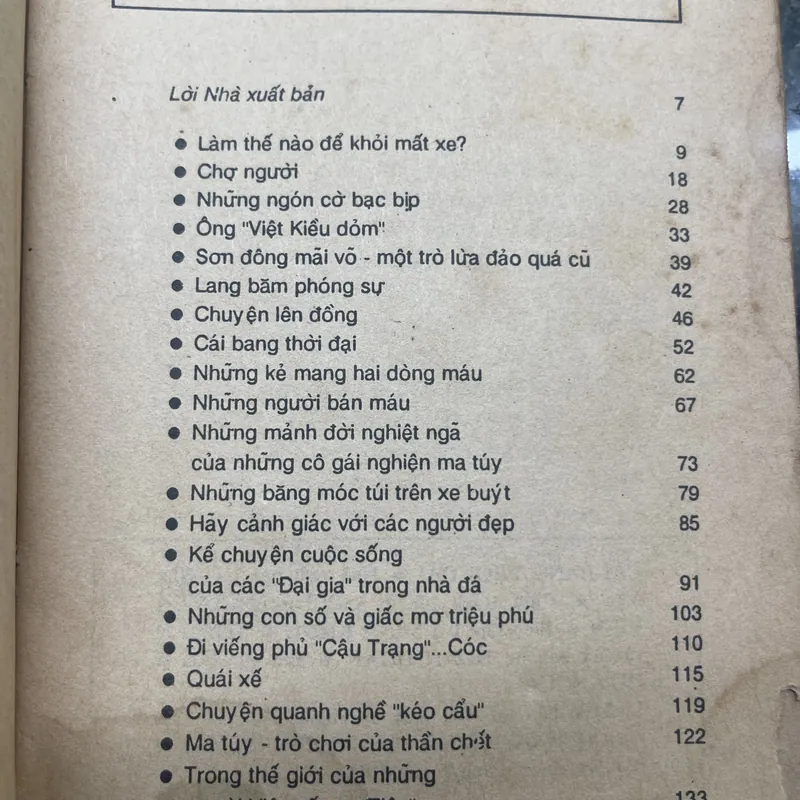 Lời Nhà xuất bản 7
● Làm thế nào để khỏi mất xe? 9
● Chợ người 18
● Những ngón cờ bạc bịp 28
● Ông "Việt Kiều dỏm" 33
● Sơn đông mãi võ - một trò lừa đảo quá cũ 39
● Lang băm phóng sự 42
● Chuyện lên đồng 46
● Cái bang thời đại 52
● Những kẻ mang hai dòng máu 62
● Những người bán máu 67
● Những mảnh đời nghiệt ngã
của những cô gái nghiện ma túy 73
● Những băng móc túi trên xe buýt 79
● Hãy cảnh giác với các người đẹp 85
● Kể chuyện cuộc sống
của các "Đại gia" trong nhà đá 91
● Những con số và giấc mơ triệu phú 103
● Đi viếng phủ "Cậu Trạng"...Cóc 110
● Quái xế 115
● Chuyện quanh nghề "kéo cẩu" 119
● Ma túy - trò chơi của thần chết 122
● Trong thế giới của những
133